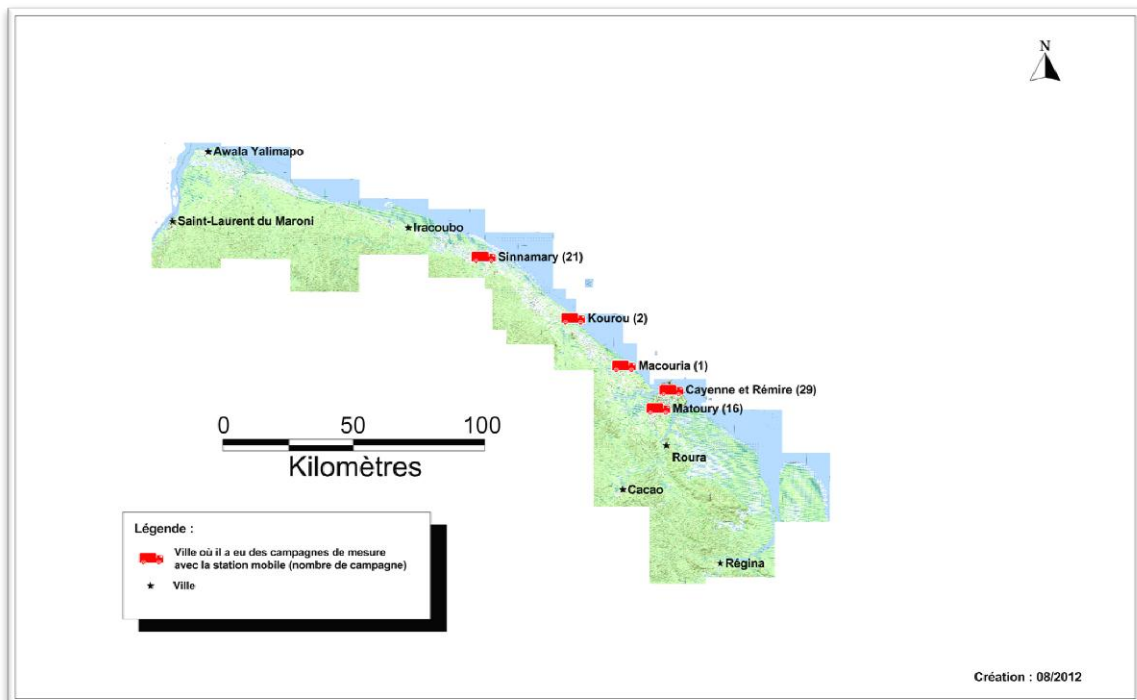 N
Awala Yalimapo
Saint-Laurent du Maroni
Iracoubo
Sinnamary (21)
Kourou (2)
Macouria (1)
Cayenne et Rémire (29)
Matoury (16)
Roura
Cacao
Régina
0 50 100
Kilomètres
Légende :
Ville où il a eu des campagnes de mesure
avec la station mobile (nombre de campagne)
Ville
Création : 08/2012